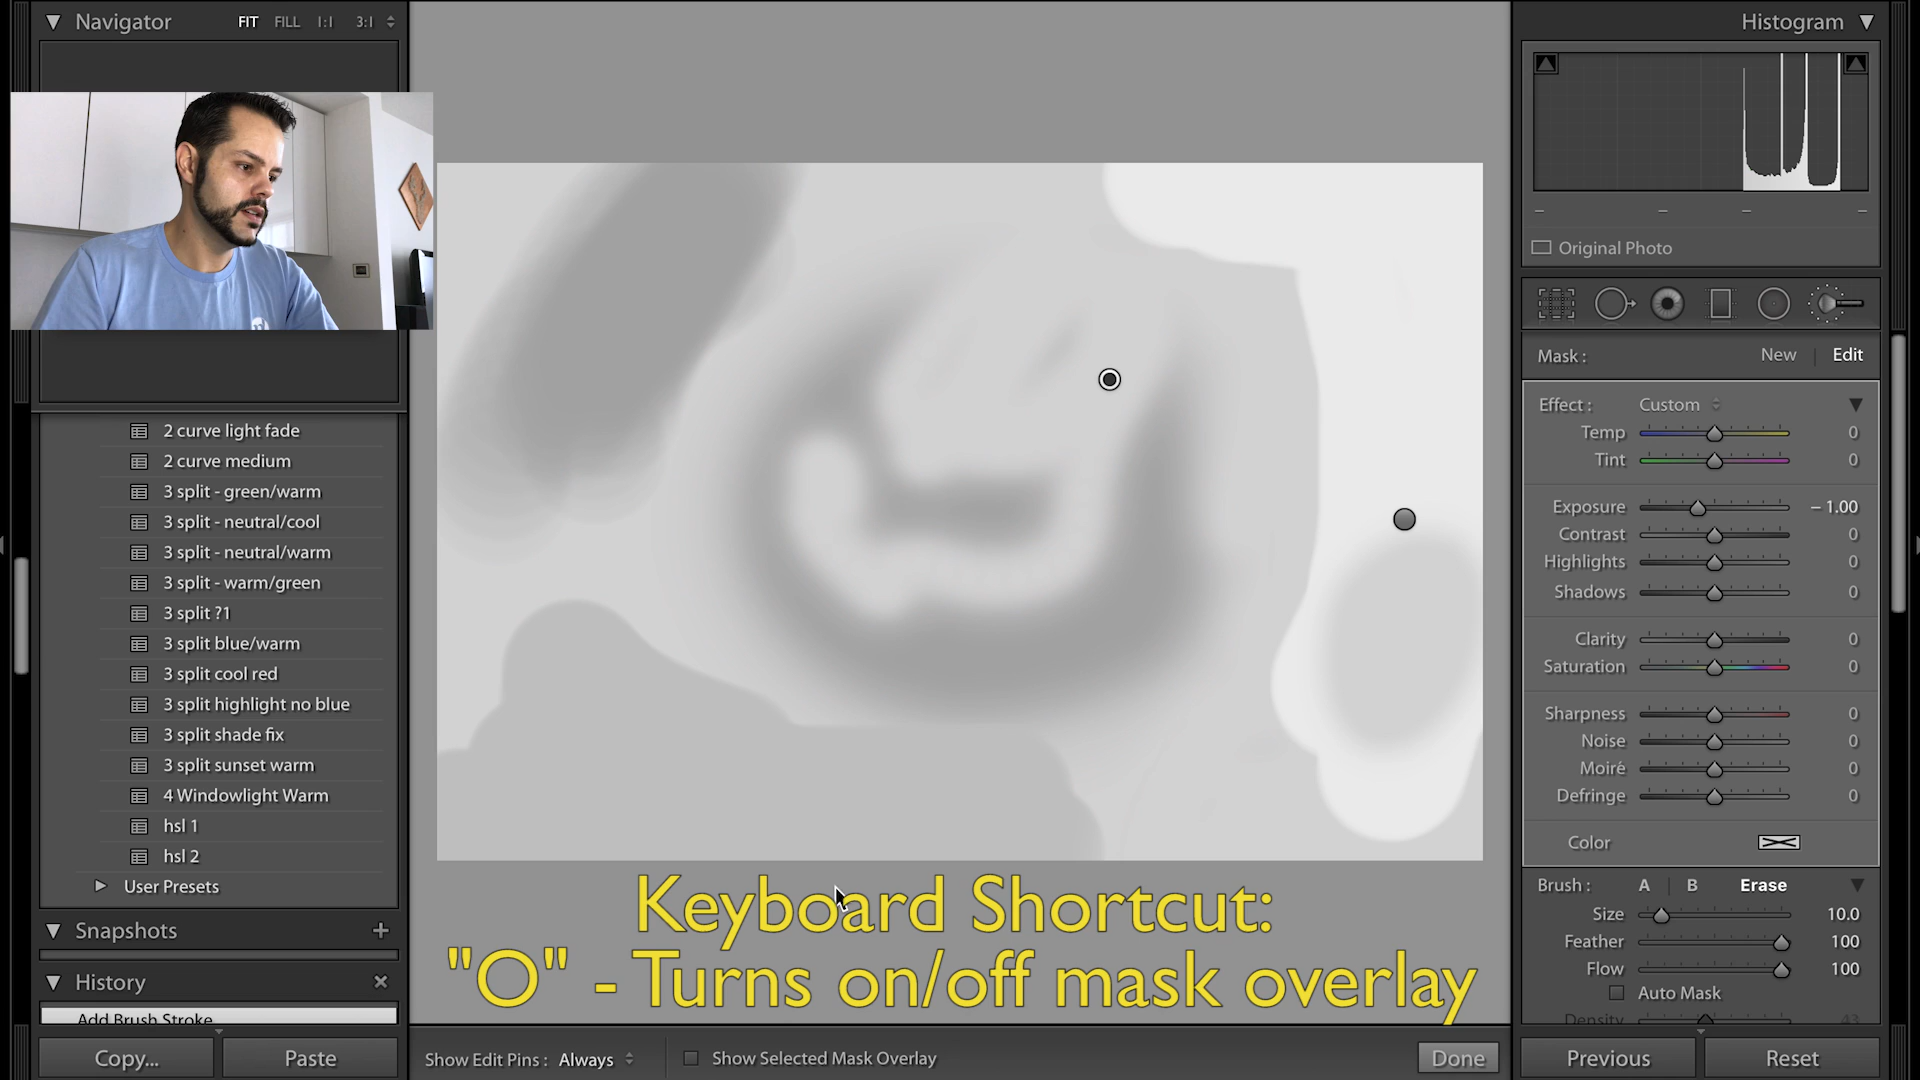 Navigator
FIT FILL 1:1 3:1
2 curve light fade
2 curve medium
3 split - green/warm
3 split - neutral/cool
3 split - neutral/warm
3 split - warm/green
3 split ?1
3 split blue/warm
3 split cool red
3 split highlight no blue
3 split shade fix
3 split sunset warm
4 Windowlight Warm
hsl 1
hsl 2
User Presets
Snapshots +
History ×
Add Brush Stroke
Copy... Paste
Keyboard Shortcut:
"O" - Turns on/off mask overlay
Show Edit Pins : Always Show Selected Mask Overlay Done
Histogram
Original Photo
Mask : New | Edit
Effect : Custom
Temp 0
Tint 0
Exposure – 1.00
Contrast 0
Highlights 0
Shadows 0
Clarity 0
Saturation 0
Sharpness 0
Noise 0
Moiré 0
Defringe 0
Color
Brush : A | B Erase
Size 10.0
Feather 100
Flow 100
Auto Mask
Density 43
Previous Reset